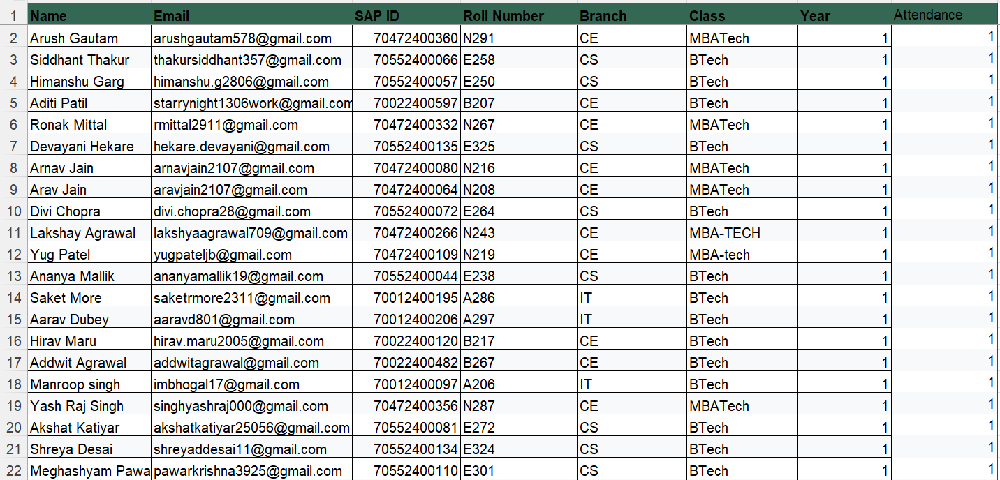 1 Name Email SAP ID Roll Number Branch Class Year Attendance
2 Arush Gautam arushgautam578@gmail.com 70472400360 N291 CE MBATech 1 1
3 Siddhant Thakur thakursiddhant357@gmail.com 70552400066 E258 CS BTech 1 1
4 Himanshu Garg himanshu.g2806@gmail.com 70552400057 E250 CS BTech 1 1
5 Aditi Patil starrynight1306work@gmail.com 70022400597 B207 CE BTech 1 1
6 Ronak Mittal rmittal2911@gmail.com 70472400332 N267 CE MBATech 1 1
7 Devayani Hekare hekare.devayani@gmail.com 70552400135 E325 CS BTech 1 1
8 Arnav Jain arnavjain2107@gmail.com 70472400080 N216 CE MBATech 1 1
9 Arav Jain aravjain2107@gmail.com 70472400064 N208 CE MBATech 1 1
10 Divi Chopra divi.chopra28@gmail.com 70552400072 E264 CS BTech 1 1
11 Lakshay Agrawal lakshyaagrawal709@gmail.com 70472400266 N243 CE MBA-TECH 1 1
12 Yug Patel yugpateljb@gmail.com 70472400109 N219 CE MBA-tech 1 1
13 Ananya Mallik ananyamallik19@gmail.com 70552400044 E238 CS BTech 1 1
14 Saket More saketrmore2311@gmail.com 70012400195 A286 IT BTech 1 1
15 Aarav Dubey aaravd801@gmail.com 70012400206 A297 IT BTech 1 1
16 Hirav Maru hirav.maru2005@gmail.com 70022400120 B217 CE BTech 1 1
17 Addwit Agrawal addwitagrawal@gmail.com 70022400482 B267 CE BTech 1 1
18 Manroop singh imbhogal17@gmail.com 70012400097 A206 IT BTech 1 1
19 Yash Raj Singh singhyashraj000@gmail.com 70472400356 N287 CE MBATech 1 1
20 Akshat Katiyar akshatkatiyar25056@gmail.com 70552400081 E272 CS BTech 1 1
21 Shreya Desai shreyaddesai11@gmail.com 70552400134 E324 CS BTech 1 1
22 Meghashyam Pawa pawarkrishna3925@gmail.com 70552400110 E301 CS BTech 1 1